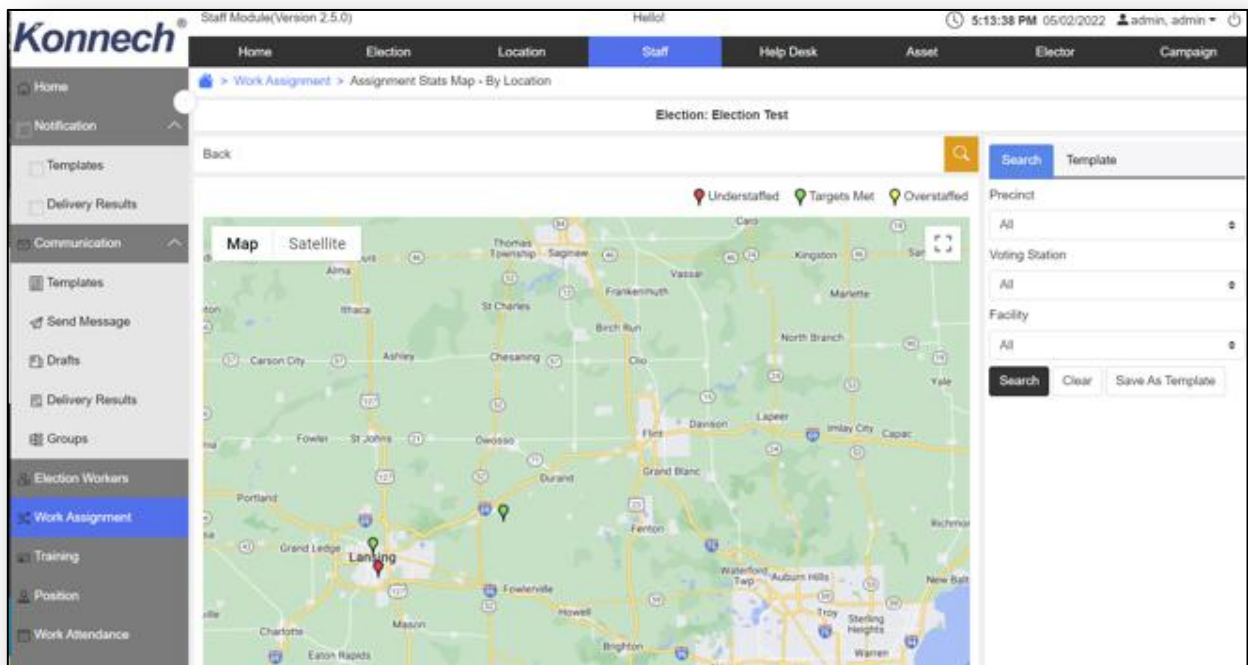 Konnech®
Staff Module(Version 2.5.0)
Hello!
5:13:38 PM 05/02/2022 admin, admin
Home Election Location Staff Help Desk Asset Elector Campaign
> Work Assignment > Assignment Stats Map - By Location
Election: Election Test
Home
Notification
Templates
Delivery Results
Communication
Templates
Send Message
Drafts
Delivery Results
Groups
Election Workers
Work Assignment
Training
Position
Work Attendance
Back
Understaffed Targets Met Overstaffed
Map Satellite
Caro
Thomas Township
Saginaw
Kingston
Alma
Vassar
Frankenmuth
Marlette
Ithaca
St Charles
Birch Run
North Branch
Carson City
Ashley
Chesaning
Clio
Yale
Lapeer
Imlay City
Capac
Fowler
St Johns
Owosso
Flint
Davison
Durand
Grand Blanc
Portland
Fenton
Grand Ledge
Lansing
Waterford Twp
Auburn Hills
New Balt
Fowlerville
Howell
Troy
Sterling Heights
Charlotte
Mason
Brighton
Warren
Eaton Rapids
Search Template
Precinct
All
Voting Station
All
Facility
All
Search Clear Save As Template